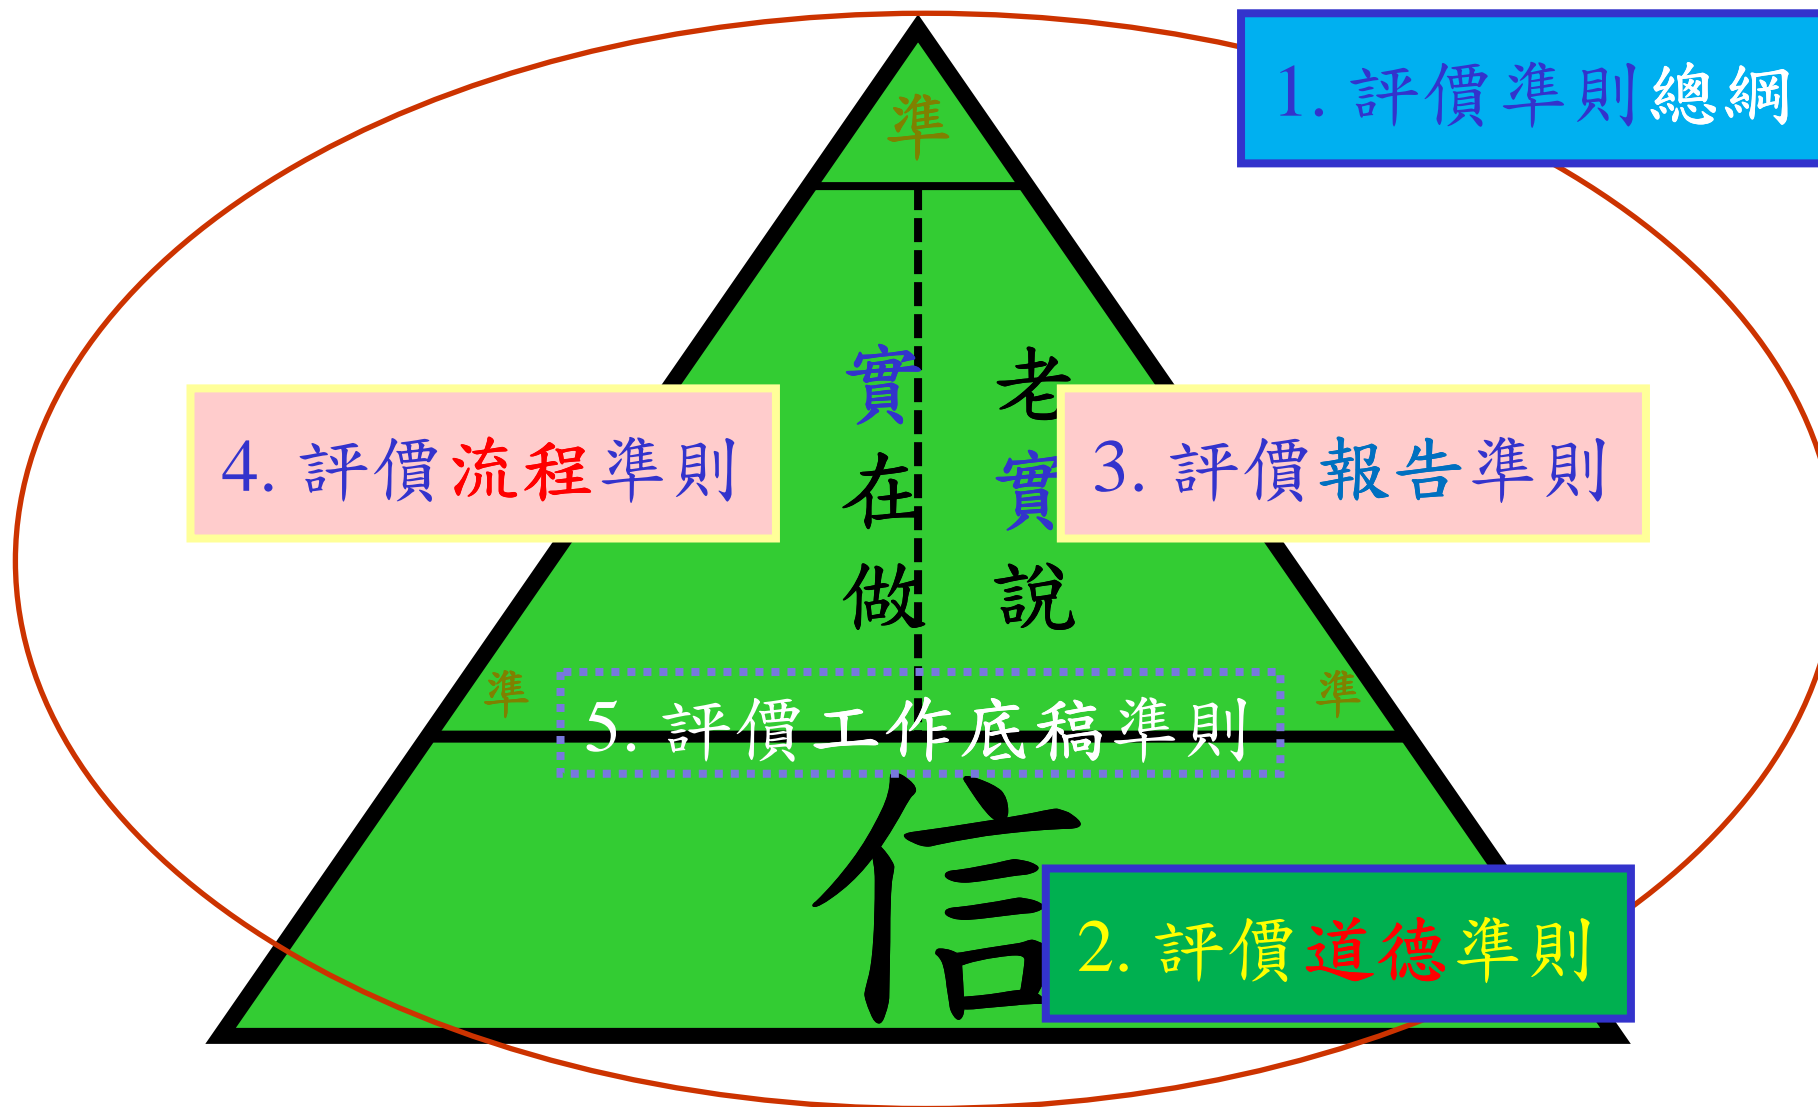 1. 評價準則總綱
準
實在做
老實說
4. 評價流程準則
3. 評價報告準則
準
準
5. 評價工作底稿準則
信
2. 評價道德準則